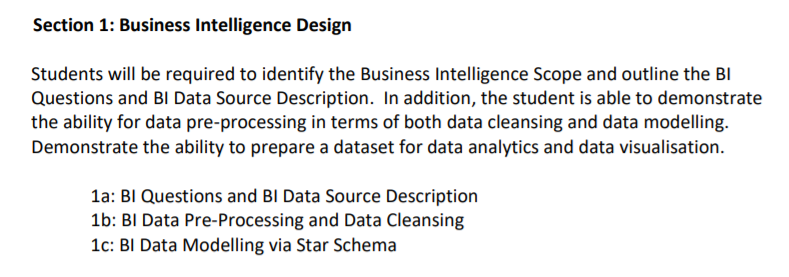 Section 1: Business Intelligence Design
Students will be required to identify the Business Intelligence Scope and outline the BI
Questions and BI Data Source Description.  In addition, the student is able to demonstrate
the ability for data pre-processing in terms of both data cleansing and data modelling.
Demonstrate the ability to prepare a dataset for data analytics and data visualisation.
1a: BI Questions and BI Data Source Description
1b: BI Data Pre-Processing and Data Cleansing
1c: BI Data Modelling via Star Schema